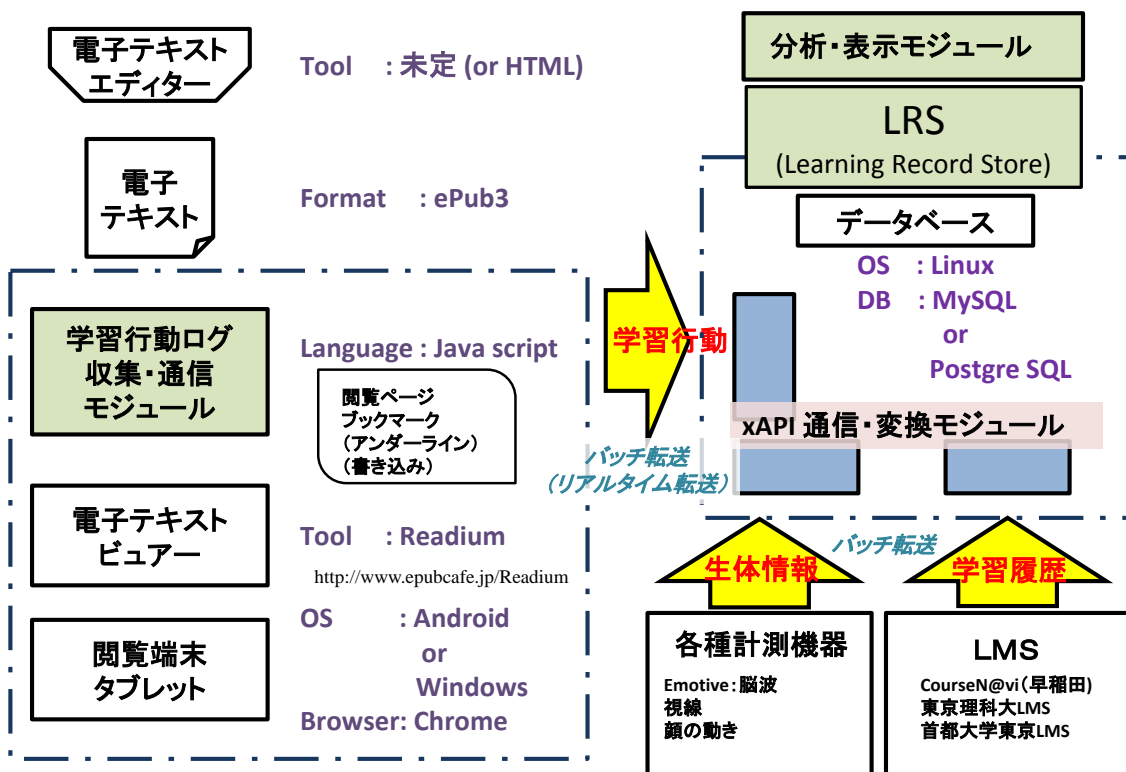 電子テキスト
エディター
Tool : 未定 (or HTML)
電子
テキスト
Format : ePub3
学習行動ログ
収集・通信
モジュール
Language : Java script
閲覧ページ
ブックマーク
（アンダーライン）
（書き込み）
電子テキスト
ビュアー
Tool : Readium
http://www.epubcafe.jp/Readium
閲覧端末
タブレット
OS : Android
or
Windows
Browser: Chrome
学習行動
バッチ転送
（リアルタイム転送）
分析・表示モジュール
LRS
(Learning Record Store)
データベース
OS : Linux
DB : MySQL
or
Postgre SQL
xAPI 通信・変換モジュール
バッチ転送
生体情報
学習履歴
各種計測機器
Emotive：脳波
視線
顔の動き
ＬＭＳ
CourseN@vi（早稲田）
東京理科大LMS
首都大学東京LMS